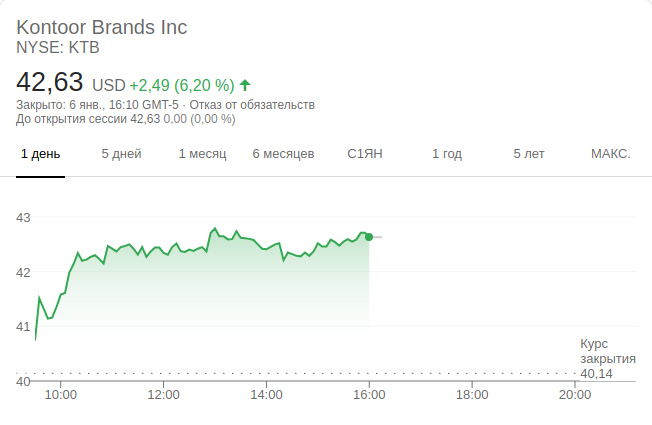 Kontoor Brands Inc
NYSE: KTB
42,63 USD +2,49 (6,20 %)
Закрыто: 6 янв., 16:10 GMT-5 · Отказ от обязательств
До открытия сессии 42,63 0,00 (0,00 %)
1 день 5 дней 1 месяц 6 месяцев С1ЯН 1 год 5 лет МАКС.
43
42
41
Курс
закрытия
40,14
40
10:00 12:00 14:00 16:00 18:00 20:00